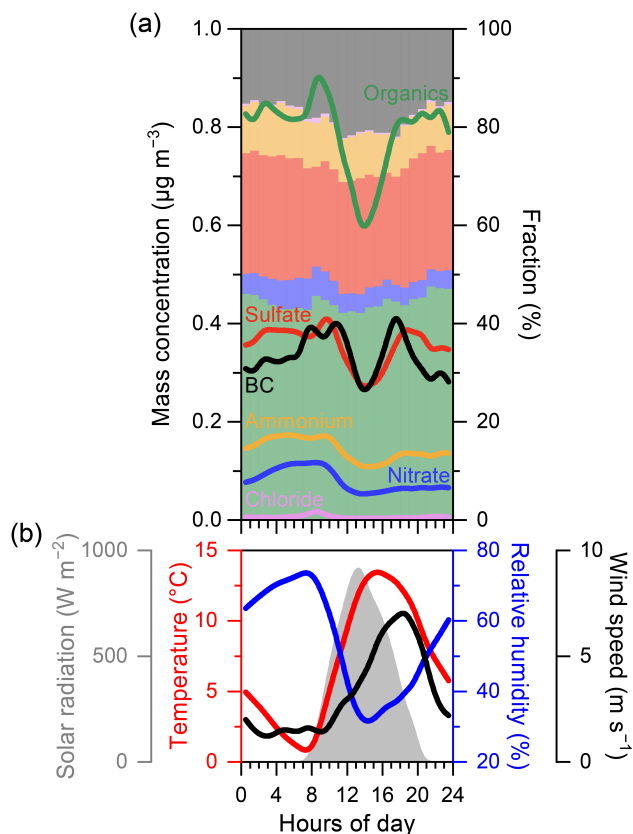 (a)
1.0
0.8
0.6
0.4
0.2
0.0
Mass concentration (µg m⁻³)
100
80
60
40
20
0
Fraction (%)
Organics
Sulfate
BC
Ammonium
Nitrate
Chloride
(b)
1000
500
0
Solar radiation (W m⁻²)
15
10
5
0
Temperature (°C)
80
60
40
20
Relative humidity (%)
10
5
0
Wind speed (m s⁻¹)
0 4 8 12 16 20 24
Hours of day